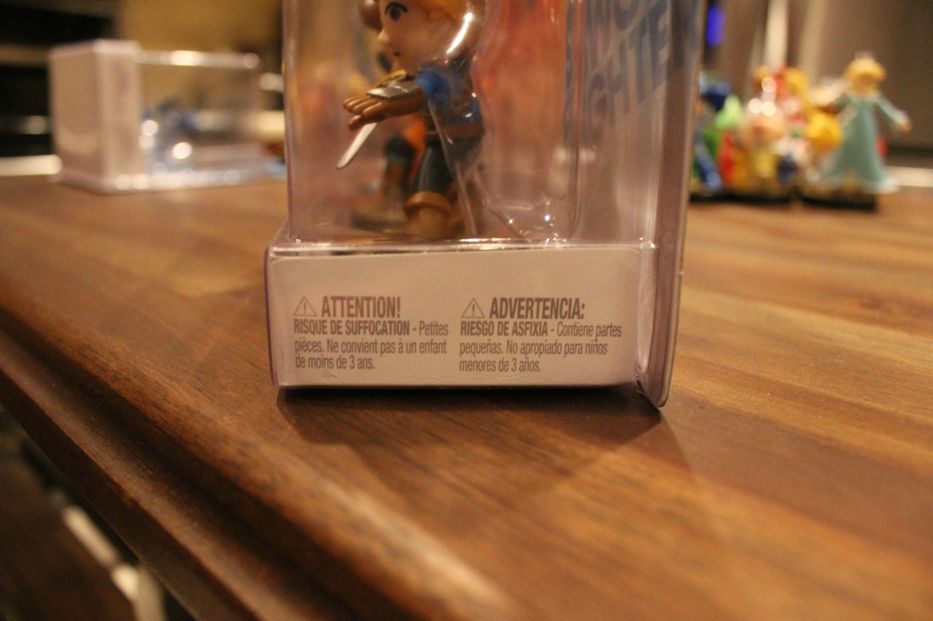 ATTENTION!
RISQUE DE SUFFOCATION - Petites
pièces. Ne convient pas à un enfant
de moins de 3 ans.
ADVERTENCIA:
RIESGO DE ASFIXIA - Contiene partes
pequeñas. No apropiado para niños
menores de 3 años.